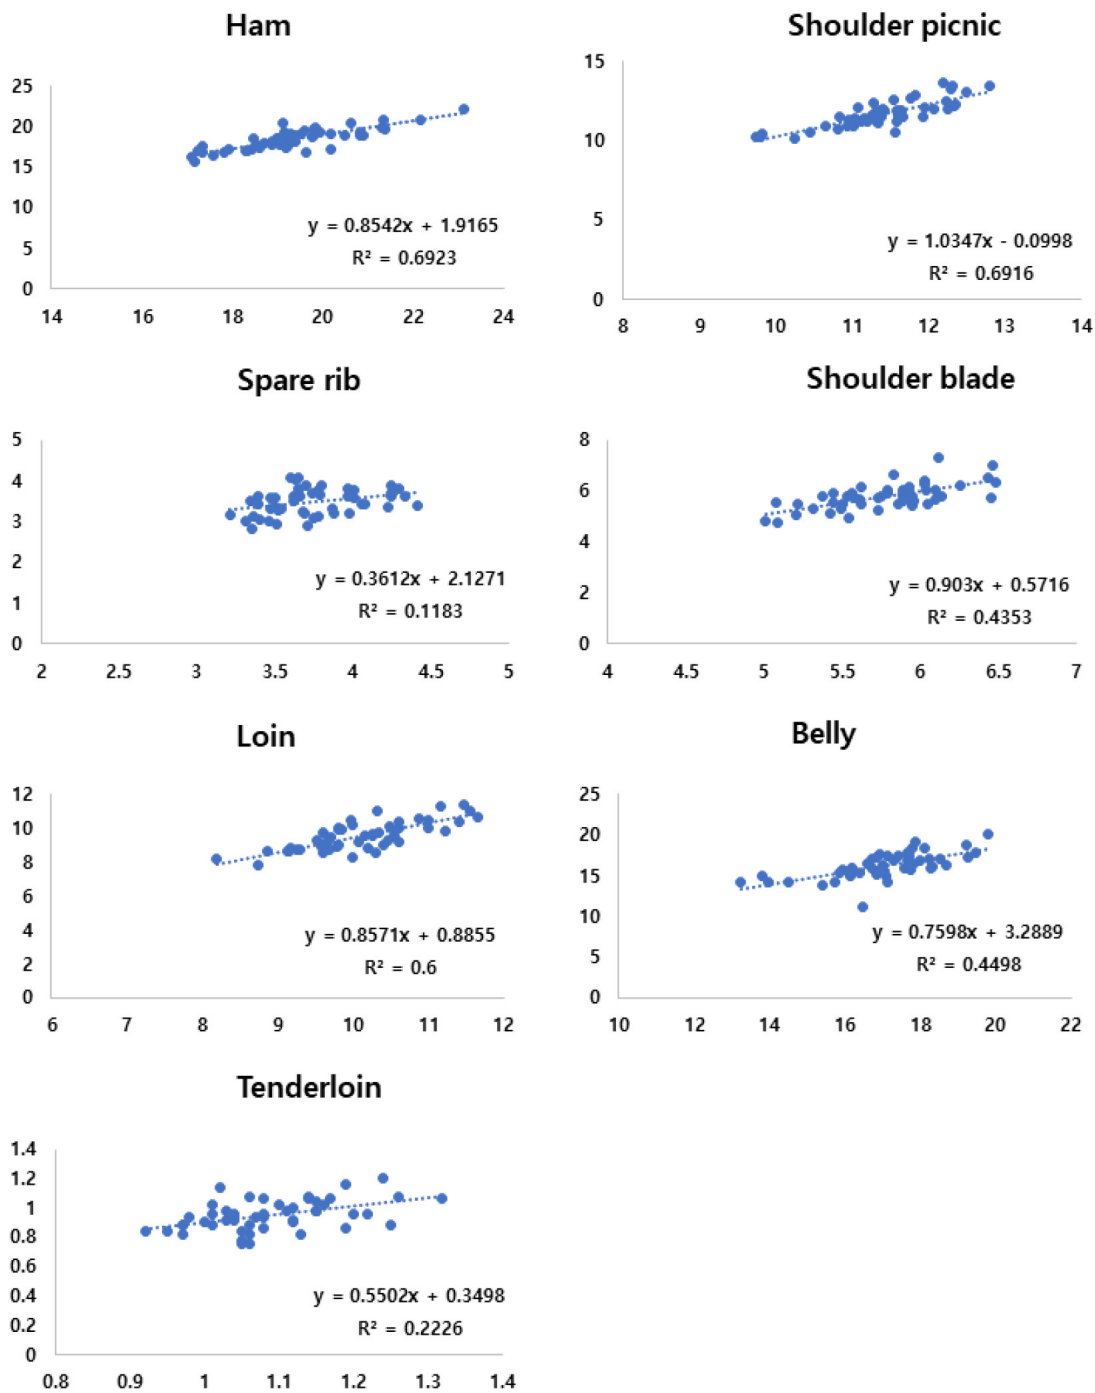 Ham
25
20
15
10
5
0
14 16 18 20 22 24
y = 0.8542x + 1.9165
R² = 0.6923
Shoulder picnic
15
10
5
0
8 9 10 11 12 13 14
y = 1.0347x - 0.0998
R² = 0.6916
Spare rib
5
4
3
2
1
0
2 2.5 3 3.5 4 4.5 5
y = 0.3612x + 2.1271
R² = 0.1183
Shoulder blade
8
6
4
2
0
4 4.5 5 5.5 6 6.5 7
y = 0.903x + 0.5716
R² = 0.4353
Loin
12
10
8
6
4
2
0
6 7 8 9 10 11 12
y = 0.8571x + 0.8855
R² = 0.6
Belly
25
20
15
10
5
0
10 12 14 16 18 20 22
y = 0.7598x + 3.2889
R² = 0.4498
Tenderloin
1.4
1.2
1
0.8
0.6
0.4
0.2
0
0.8 0.9 1 1.1 1.2 1.3 1.4
y = 0.5502x + 0.3498
R² = 0.2226